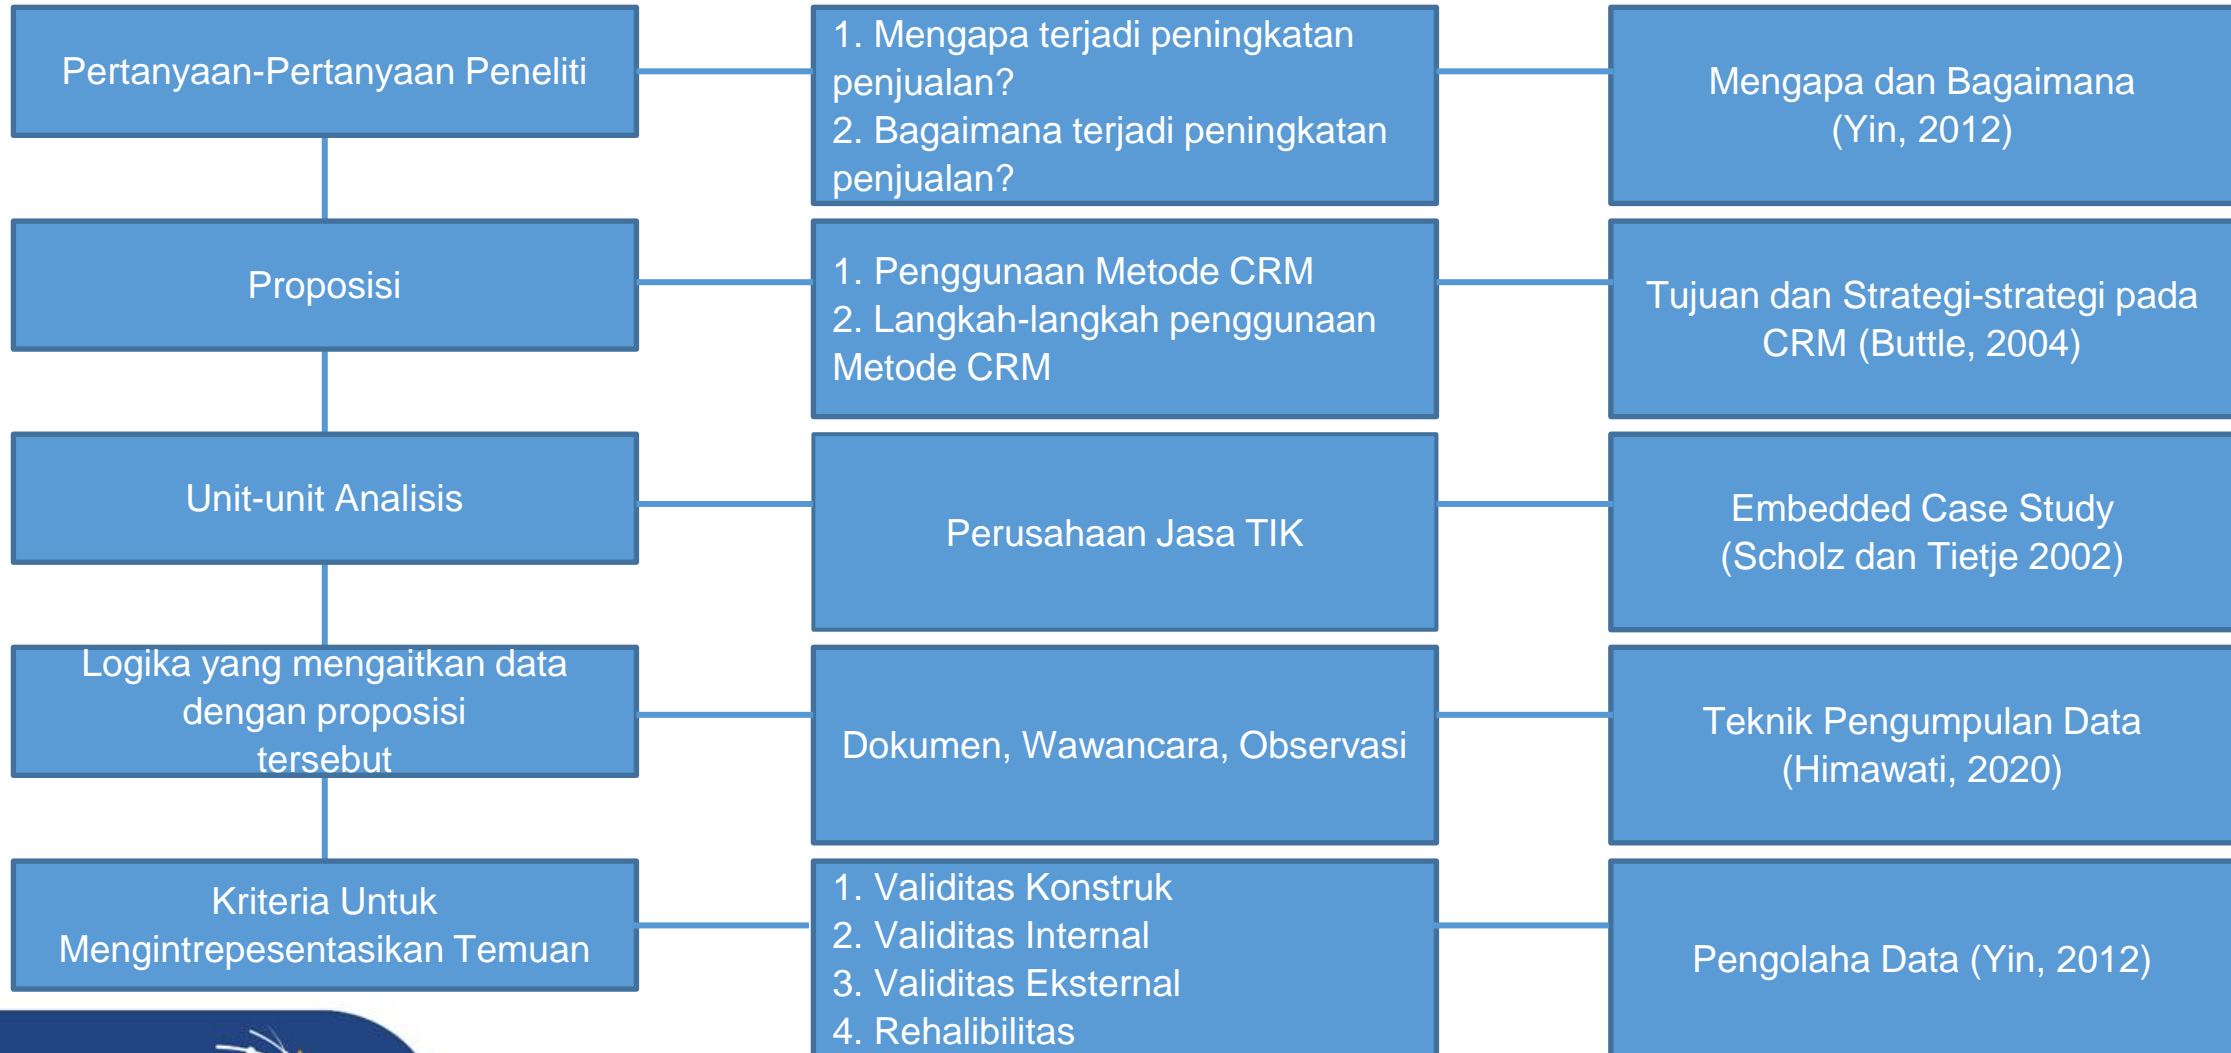 Pertanyaan-Pertanyaan Peneliti
1. Mengapa terjadi peningkatan
penjualan?
2. Bagaimana terjadi peningkatan
penjualan?
Mengapa dan Bagaimana
(Yin, 2012)
Proposisi
1. Penggunaan Metode CRM
2. Langkah-langkah penggunaan
Metode CRM
Tujuan dan Strategi-strategi pada
CRM (Buttle, 2004)
Unit-unit Analisis
Perusahaan Jasa TIK
Embedded Case Study
(Scholz dan Tietje 2002)
Logika yang mengaitkan data
dengan proposisi
tersebut
Dokumen, Wawancara, Observasi
Teknik Pengumpulan Data
(Himawati, 2020)
Kriteria Untuk
Mengintrepesentasikan Temuan
1. Validitas Konstruk
2. Validitas Internal
3. Validitas Eksternal
4. Rehalibilitas
Pengolaha Data (Yin, 2012)